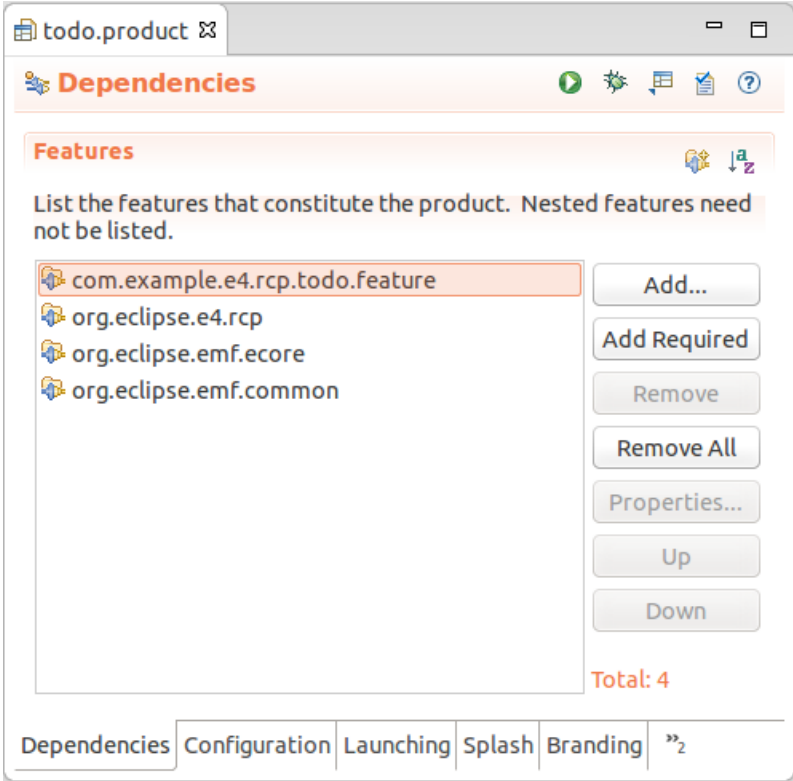 todo.product
Dependencies
Features
a
z
List the features that constitute the product.  Nested features need
not be listed.
com.example.e4.rcp.todo.feature
org.eclipse.e4.rcp
org.eclipse.emf.ecore
org.eclipse.emf.common
Add...
Add Required
Remove
Remove All
Properties...
Up
Down
Total: 4
Dependencies Configuration Launching Splash Branding »2